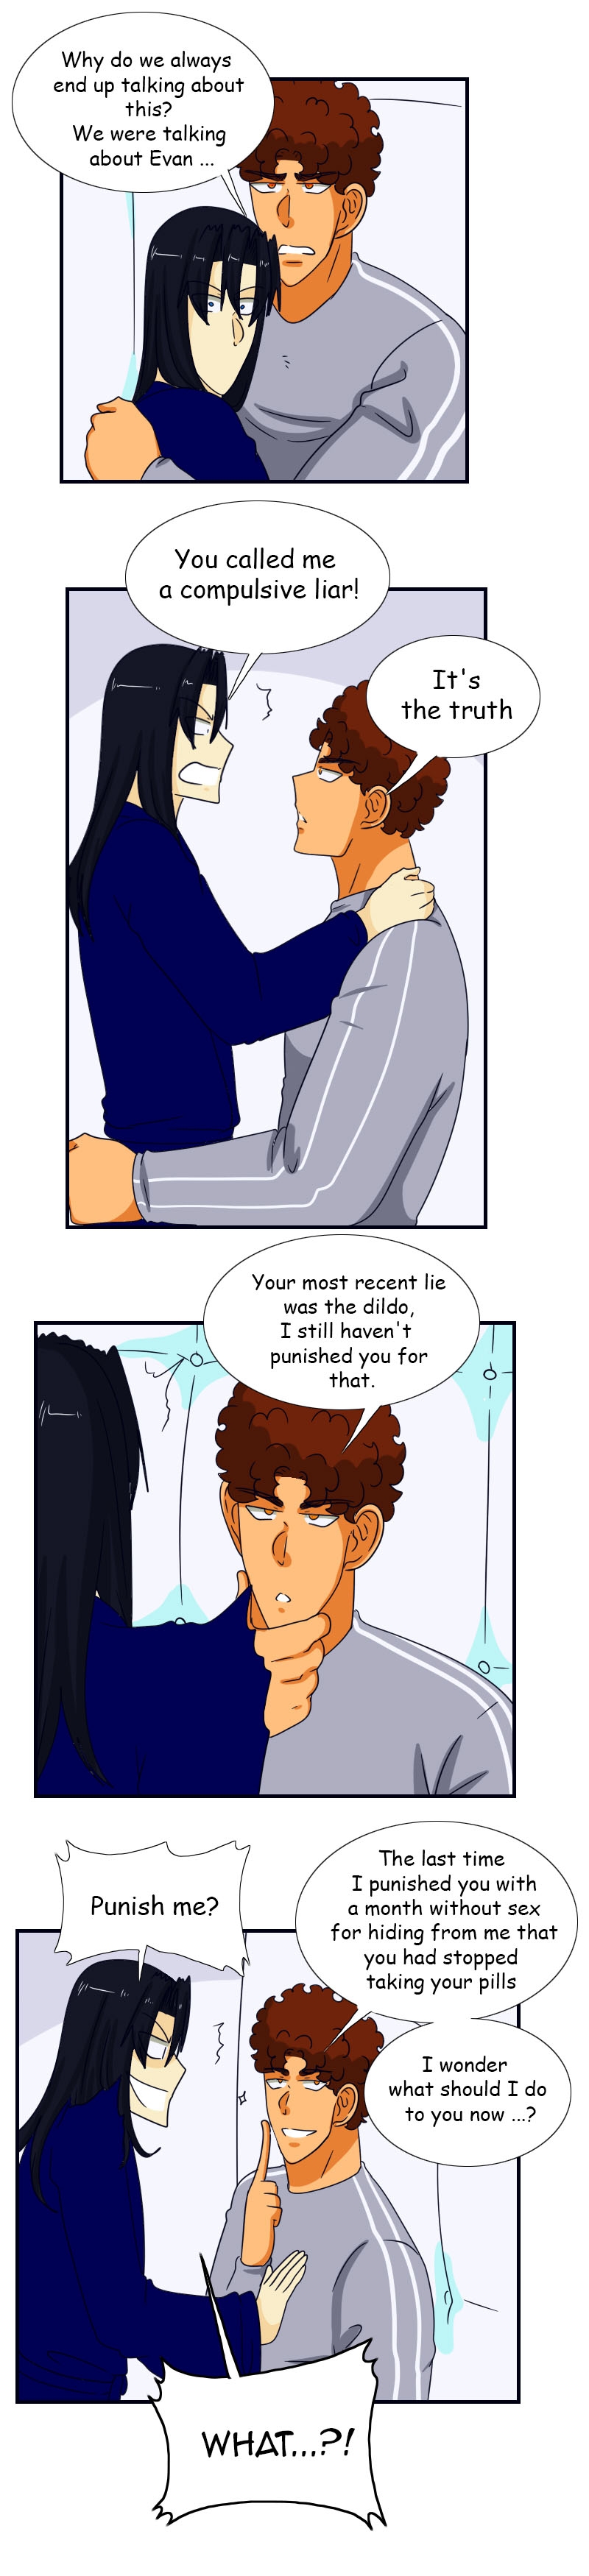 Why do we always
end up talking about
this?
We were talking
about Evan ...
You called me
a compulsive liar!
It's
the truth
Your most recent lie
was the dildo,
I still haven't
punished you for
that.
Punish me?
The last time
I punished you with
a month without sex
for hiding from me that
you had stopped
taking your pills
I wonder
what should I do
to you now ...?
WHAT...?!